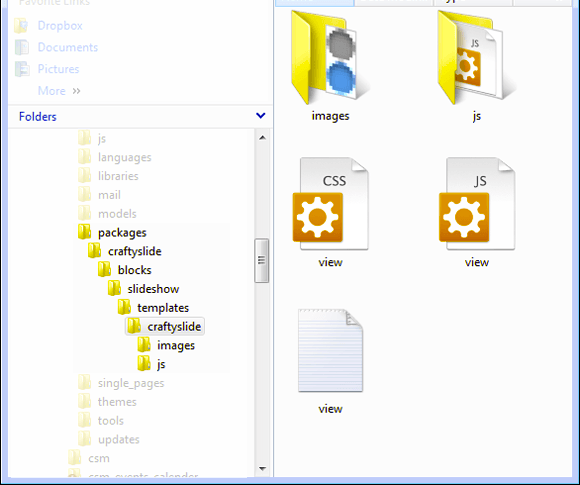 Favorite Links
Dropbox
Documents
Pictures
More »
Folders
js
languages
libraries
mail
models
packages
craftyslide
blocks
slideshow
templates
craftyslide
images
js
single_pages
themes
tools
updates
csm
csm_events_calender
images
JS
js
CSS
view
JS
view
view